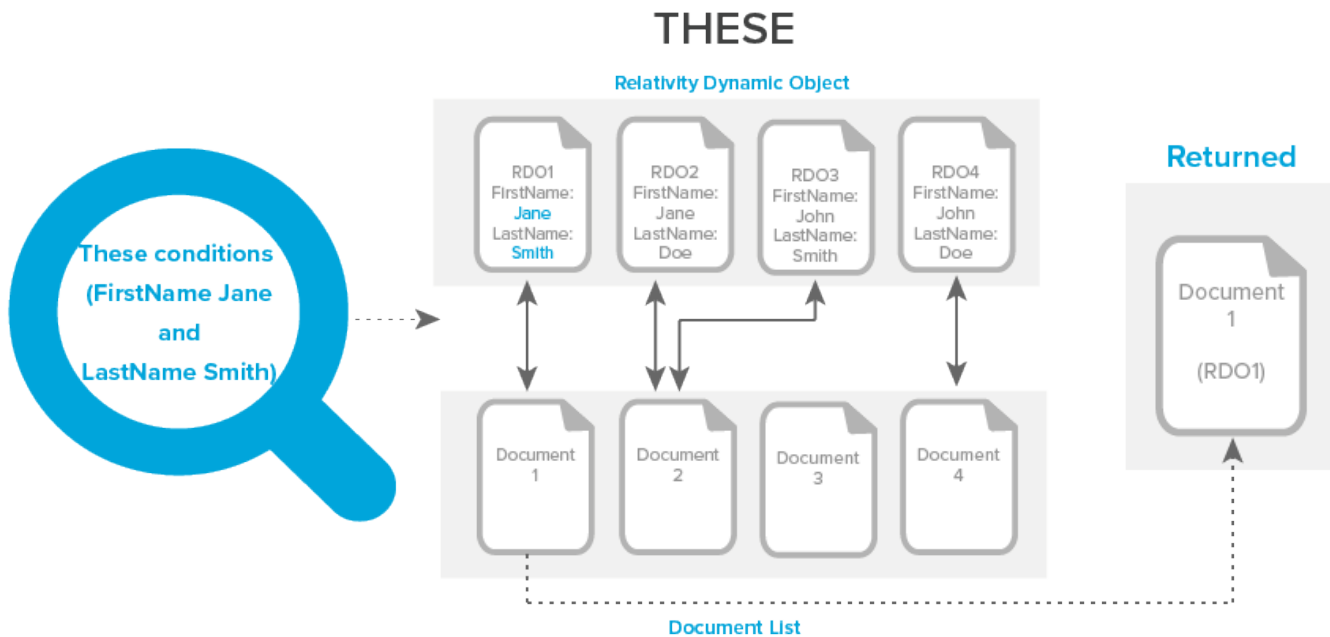 THESE
Relativity Dynamic Object
RDO1
FirstName:
Jane
LastName:
Smith
RDO2
FirstName:
Jane
LastName:
Doe
RDO3
FirstName:
John
LastName:
Smith
RDO4
FirstName:
John
LastName:
Doe
Returned
These conditions
(FirstName Jane
and
LastName Smith)
Document
1
(RDO1)
Document
1
Document
2
Document
3
Document
4
Document List